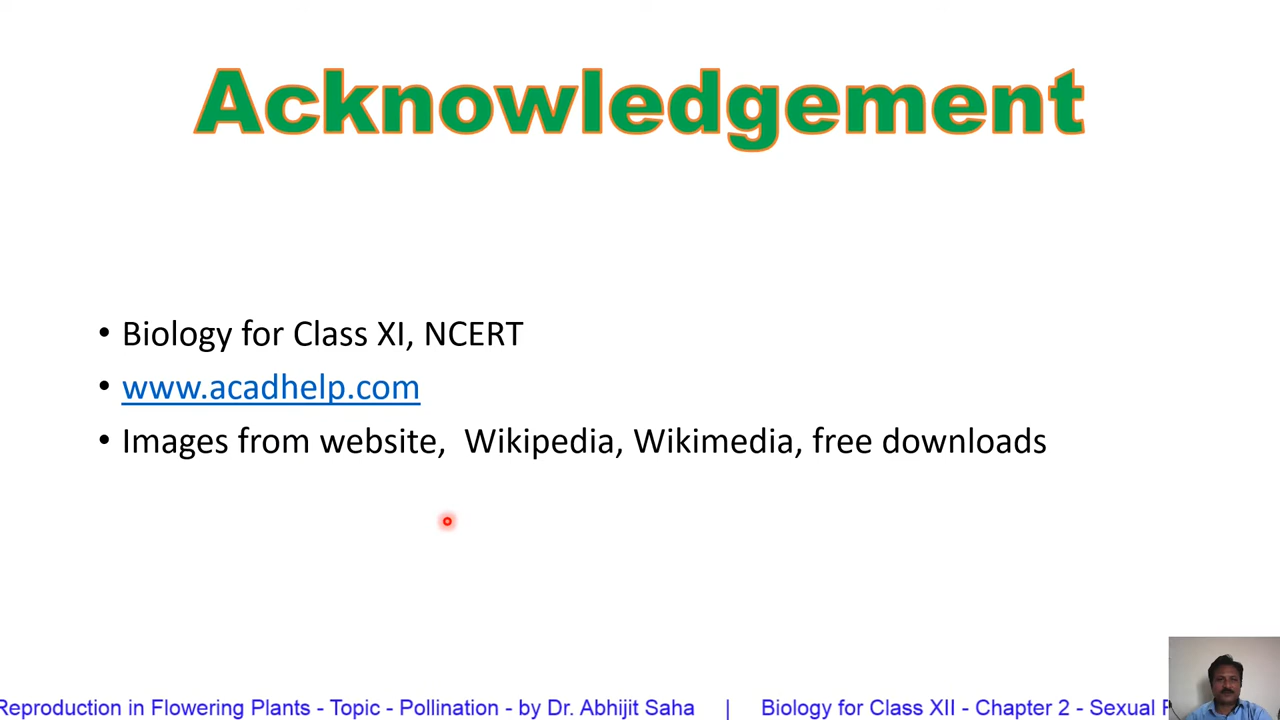 Acknowledgement
• Biology for Class XI, NCERT
• www.acadhelp.com
• Images from website, Wikipedia, Wikimedia, free downloads
Reproduction in Flowering Plants - Topic - Pollination - by Dr. Abhijit Saha | Biology for Class XII - Chapter 2 - Sexual